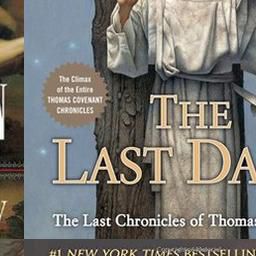 The Climax
of the Entire
THOMAS COVENANT
CHRONICLES
THE
LAST DA
The Last Chronicles of Thomas
#1 NEW YORK TIMES BESTSELLIN